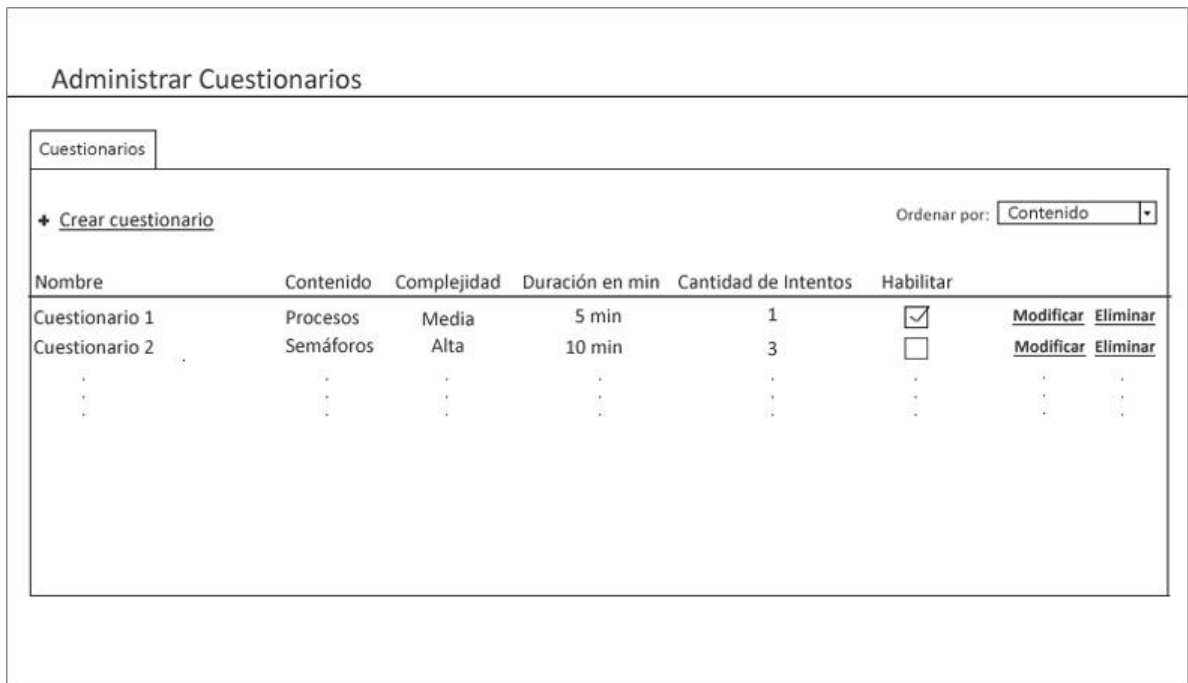 Administrar Cuestionarios
Cuestionarios
+ Crear cuestionario
Ordenar por: Contenido
Nombre Contenido Complejidad Duración en min Cantidad de Intentos Habilitar
Cuestionario 1 Procesos Media 5 min 1 Modificar Eliminar
Cuestionario 2 Semáforos Alta 10 min 3 Modificar Eliminar